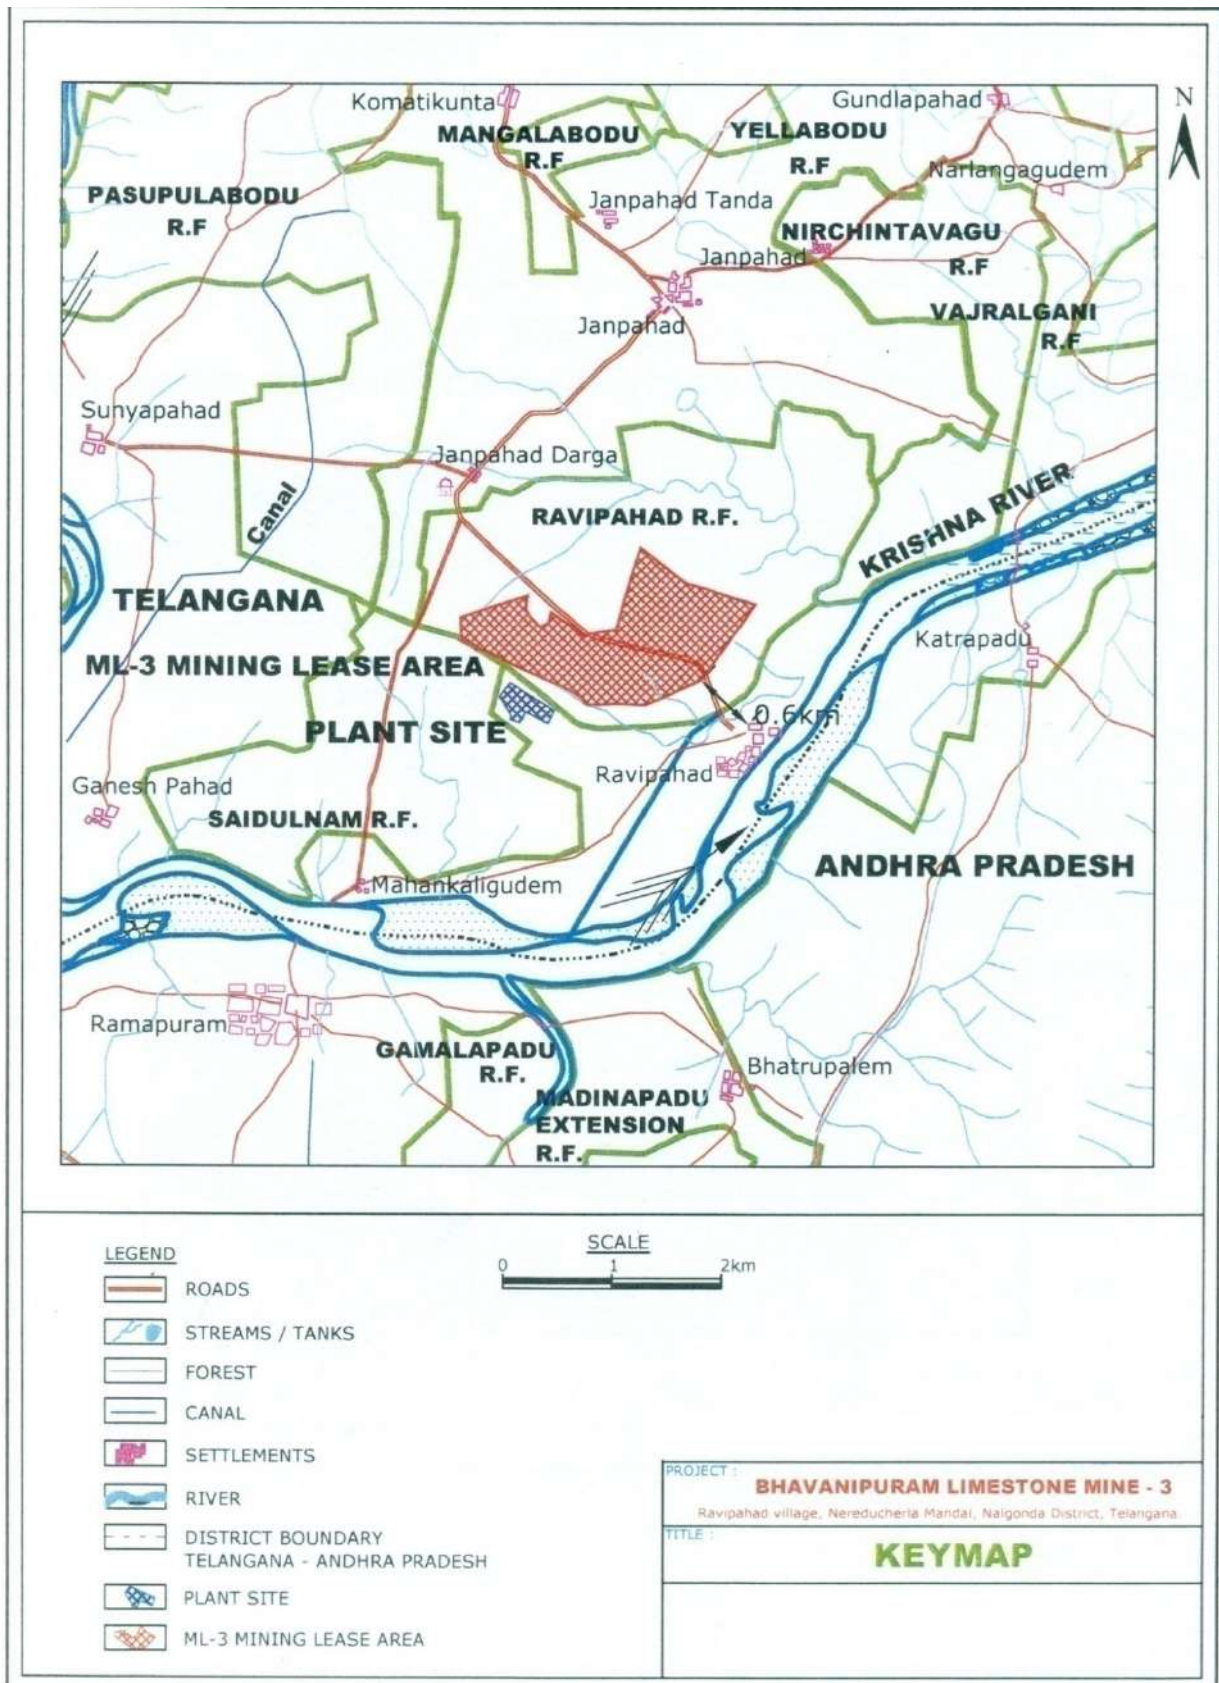 N
Komatikunta
Gundlapahad
MANGALABODU
R.F
YELLABODU
R.F
Narlangagudem
PASUPULABODU
R.F
Janpahad Tanda
NIRCHINTAVAGU
R.F
Janpahad
VAJRALGANI
R.F
Janpahad
Sunyapahad
Janpahad Darga
Canal
RAVIPAHAD R.F.
KRISHNA RIVER
TELANGANA
Katrapadu
ML-3 MINING LEASE AREA
PLANT SITE
0.6km
Ravipahad
Ganesh Pahad
SAIDULNAM R.F.
ANDHRA PRADESH
Mahankaligudem
Ramapuram
GAMALAPADU
R.F.
Bhatrupalem
MADINAPADU
EXTENSION
R.F.
LEGEND
ROADS
STREAMS / TANKS
FOREST
CANAL
SETTLEMENTS
RIVER
DISTRICT BOUNDARY
TELANGANA - ANDHRA PRADESH
PLANT SITE
ML-3 MINING LEASE AREA
SCALE
0 1 2km
PROJECT :
BHAVANIPURAM LIMESTONE MINE - 3
Ravipahad village, Nereducherla Mandal, Nalgonda District, Telangana.
TITLE :
KEYMAP